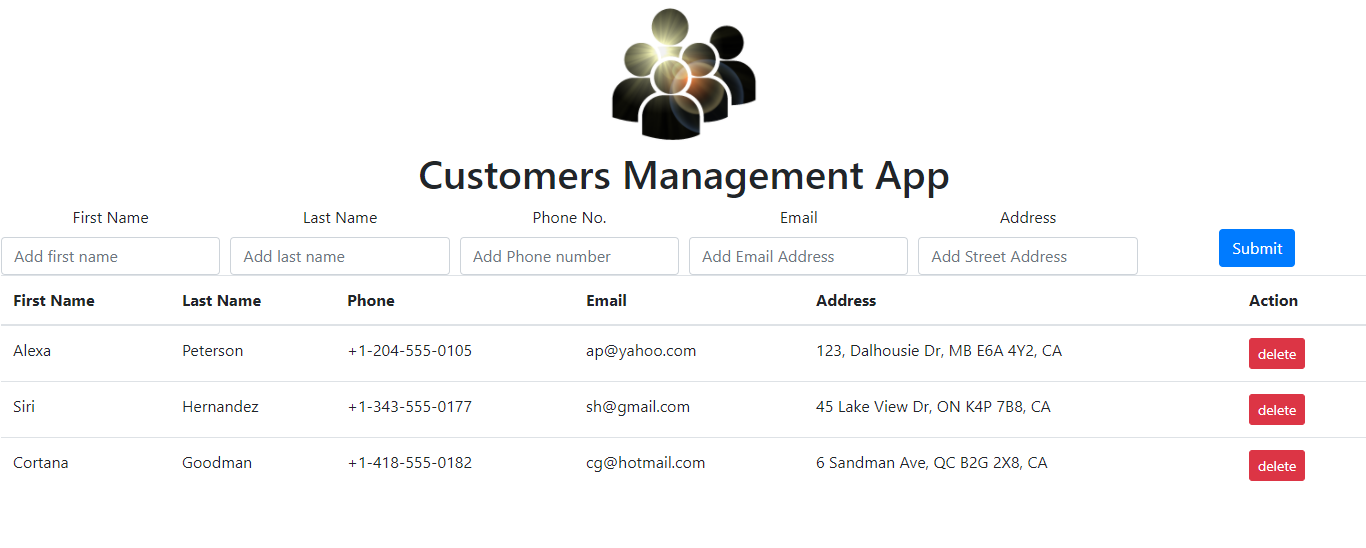 Customers Management App
First Name Last Name Phone No. Email Address
Add first name Add last name Add Phone number Add Email Address Add Street Address Submit
First Name Last Name Phone Email Address Action
Alexa Peterson +1-204-555-0105 ap@yahoo.com 123, Dalhousie Dr, MB E6A 4Y2, CA delete
Siri Hernandez +1-343-555-0177 sh@gmail.com 45 Lake View Dr, ON K4P 7B8, CA delete
Cortana Goodman +1-418-555-0182 cg@hotmail.com 6 Sandman Ave, QC B2G 2X8, CA delete